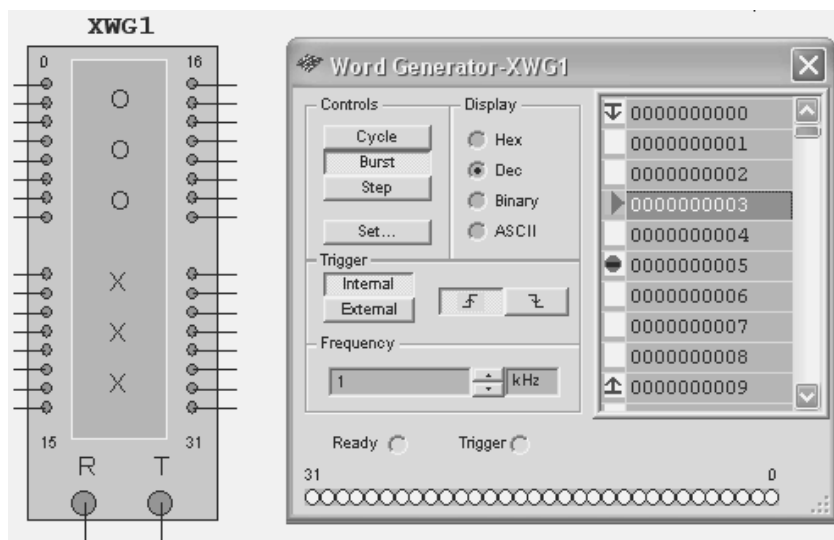 XWG1
0 16
O
O
O
X
X
X
15 31
R T
Word Generator-XWG1
Controls
Cycle
Burst
Step
Set...
Display
Hex
Dec
Binary
ASCII
Trigger
Internal
External
Frequency
1 kHz
Ready Trigger
31 0
0000000000
0000000001
0000000002
0000000003
0000000004
0000000005
0000000006
0000000007
0000000008
0000000009